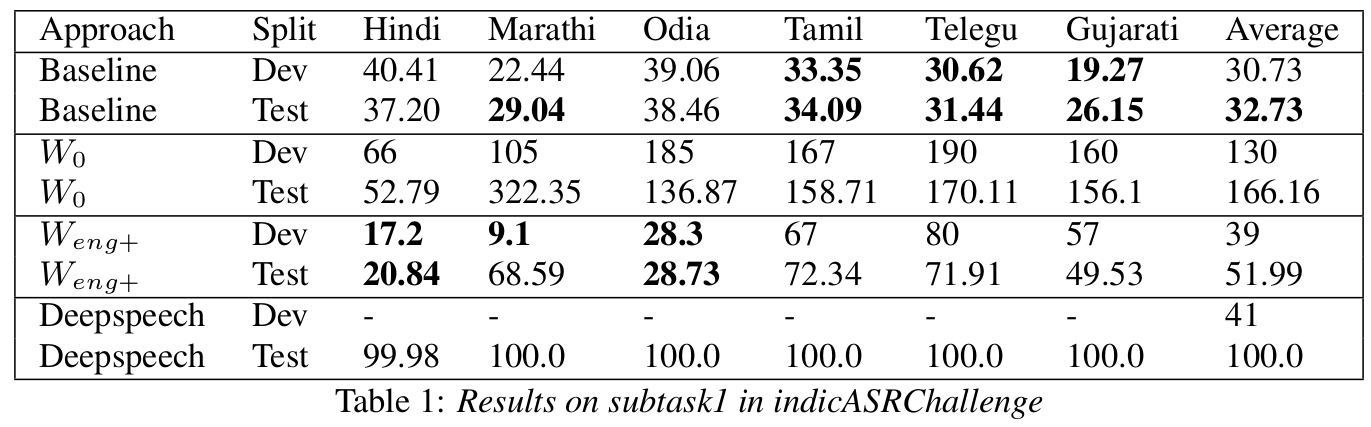 Approach Split Hindi Marathi Odia Tamil Telegu Gujarati Average
Baseline Dev 40.41 22.44 39.06 33.35 30.62 19.27 30.73
Baseline Test 37.20 29.04 38.46 34.09 31.44 26.15 32.73
W0 Dev 66 105 185 167 190 160 130
W0 Test 52.79 322.35 136.87 158.71 170.11 156.1 166.16
Weng+ Dev 17.2 9.1 28.3 67 80 57 39
Weng+ Test 20.84 68.59 28.73 72.34 71.91 49.53 51.99
Deepspeech Dev - - - - - - 41
Deepspeech Test 99.98 100.0 100.0 100.0 100.0 100.0 100.0
Table 1: Results on subtask1 in indicASRChallenge